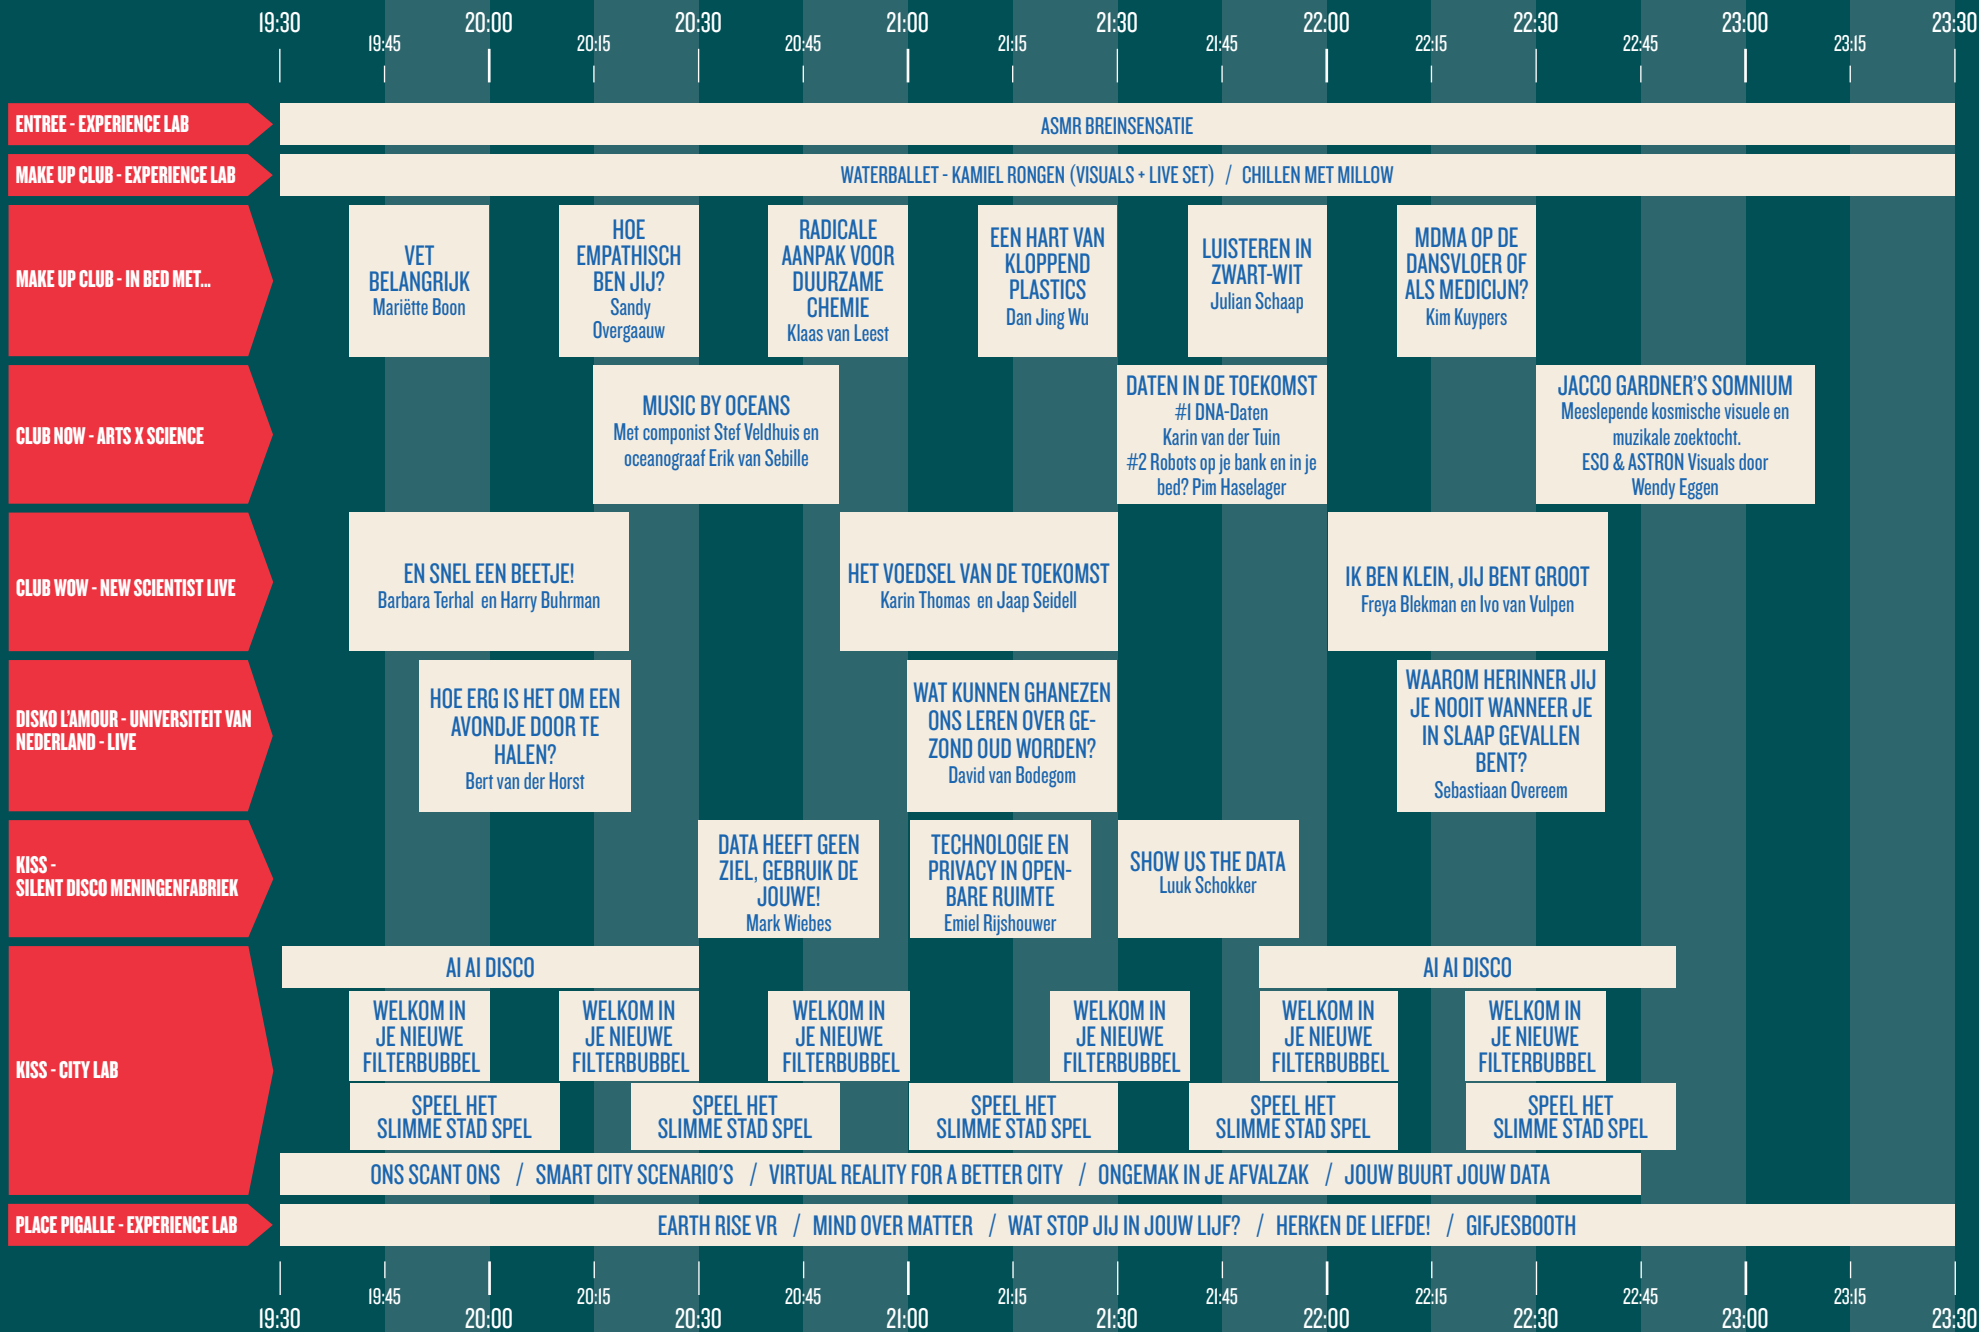 19:30 20:00 20:30 21:00 21:30 22:00 22:30 23:00 23:30
19:45 20:15 20:45 21:15 21:45 22:15 22:45 23:15
ENTREE - EXPERIENCE LAB
ASMR BREINSENSATIE
MAKE UP CLUB - EXPERIENCE LAB
WATERBALLET - KAMIEL RONGEN (VISUALS + LIVE SET) / CHILLEN MET MILLOW
MAKE UP CLUB - IN BED MET...
VET
BELANGRIJK
Mariëtte Boon
HOE
EMPATHISCH
BEN JIJ?
Sandy
Overgaauw
RADICALE
AANPAK VOOR
DUURZAME
CHEMIE
Klaas van Leest
EEN HART VAN
KLOPPEND
PLASTICS
Dan Jing Wu
LUISTEREN IN
ZWART-WIT
Julian Schaap
MDMA OP DE
DANSVLOER OF
ALS MEDICIJN?
Kim Kuypers
CLUB NOW - ARTS X SCIENCE
MUSIC BY OCEANS
Met componist Stef Veldhuis en
oceanograaf Erik van Sebille
DATEN IN DE TOEKOMST
#1 DNA-Daten
Karin van der Tuin
#2 Robots op je bank en in je
bed? Pim Haselager
JACCO GARDNER'S SOMNIUM
Meeslepende kosmische visuele en
muzikale zoektocht.
ESO & ASTRON Visuals door
Wendy Eggen
CLUB WOW - NEW SCIENTIST LIVE
EN SNEL EEN BEETJE!
Barbara Terhal en Harry Buhrman
HET VOEDSEL VAN DE TOEKOMST
Karin Thomas en Jaap Seidell
IK BEN KLEIN, JIJ BENT GROOT
Freya Blekman en Ivo van Vulpen
DISKO L'AMOUR - UNIVERSITEIT VAN
NEDERLAND - LIVE
HOE ERG IS HET OM EEN
AVONDJE DOOR TE
HALEN?
Bert van der Horst
WAT KUNNEN GHANEZEN
ONS LEREN OVER GE-
ZOND OUD WORDEN?
David van Bodegom
WAAROM HERINNER JIJ
JE NOOIT WANNEER JE
IN SLAAP GEVALLEN
BENT?
Sebastiaan Overeem
KISS -
SILENT DISCO MENINGENFABRIEK
DATA HEEFT GEEN
ZIEL, GEBRUIK DE
JOUWE!
Mark Wiebes
TECHNOLOGIE EN
PRIVACY IN OPEN-
BARE RUIMTE
Emiel Rijshouwer
SHOW US THE DATA
Luuk Schokker
KISS - CITY LAB
AI AI DISCO
AI AI DISCO
WELKOM IN
JE NIEUWE
FILTERBUBBEL
WELKOM IN
JE NIEUWE
FILTERBUBBEL
WELKOM IN
JE NIEUWE
FILTERBUBBEL
WELKOM IN
JE NIEUWE
FILTERBUBBEL
WELKOM IN
JE NIEUWE
FILTERBUBBEL
WELKOM IN
JE NIEUWE
FILTERBUBBEL
SPEEL HET
SLIMME STAD SPEL
SPEEL HET
SLIMME STAD SPEL
SPEEL HET
SLIMME STAD SPEL
SPEEL HET
SLIMME STAD SPEL
SPEEL HET
SLIMME STAD SPEL
ONS SCANT ONS / SMART CITY SCENARIO'S / VIRTUAL REALITY FOR A BETTER CITY / ONGEMAK IN JE AFVALZAK / JOUW BUURT JOUW DATA
PLACE PIGALLE - EXPERIENCE LAB
EARTH RISE VR / MIND OVER MATTER / WAT STOP JIJ IN JOUW LIJF? / HERKEN DE LIEFDE! / GIFJESBOOTH
19:45 20:15 20:45 21:15 21:45 22:15 22:45 23:15
19:30 20:00 20:30 21:00 21:30 22:00 22:30 23:00 23:30